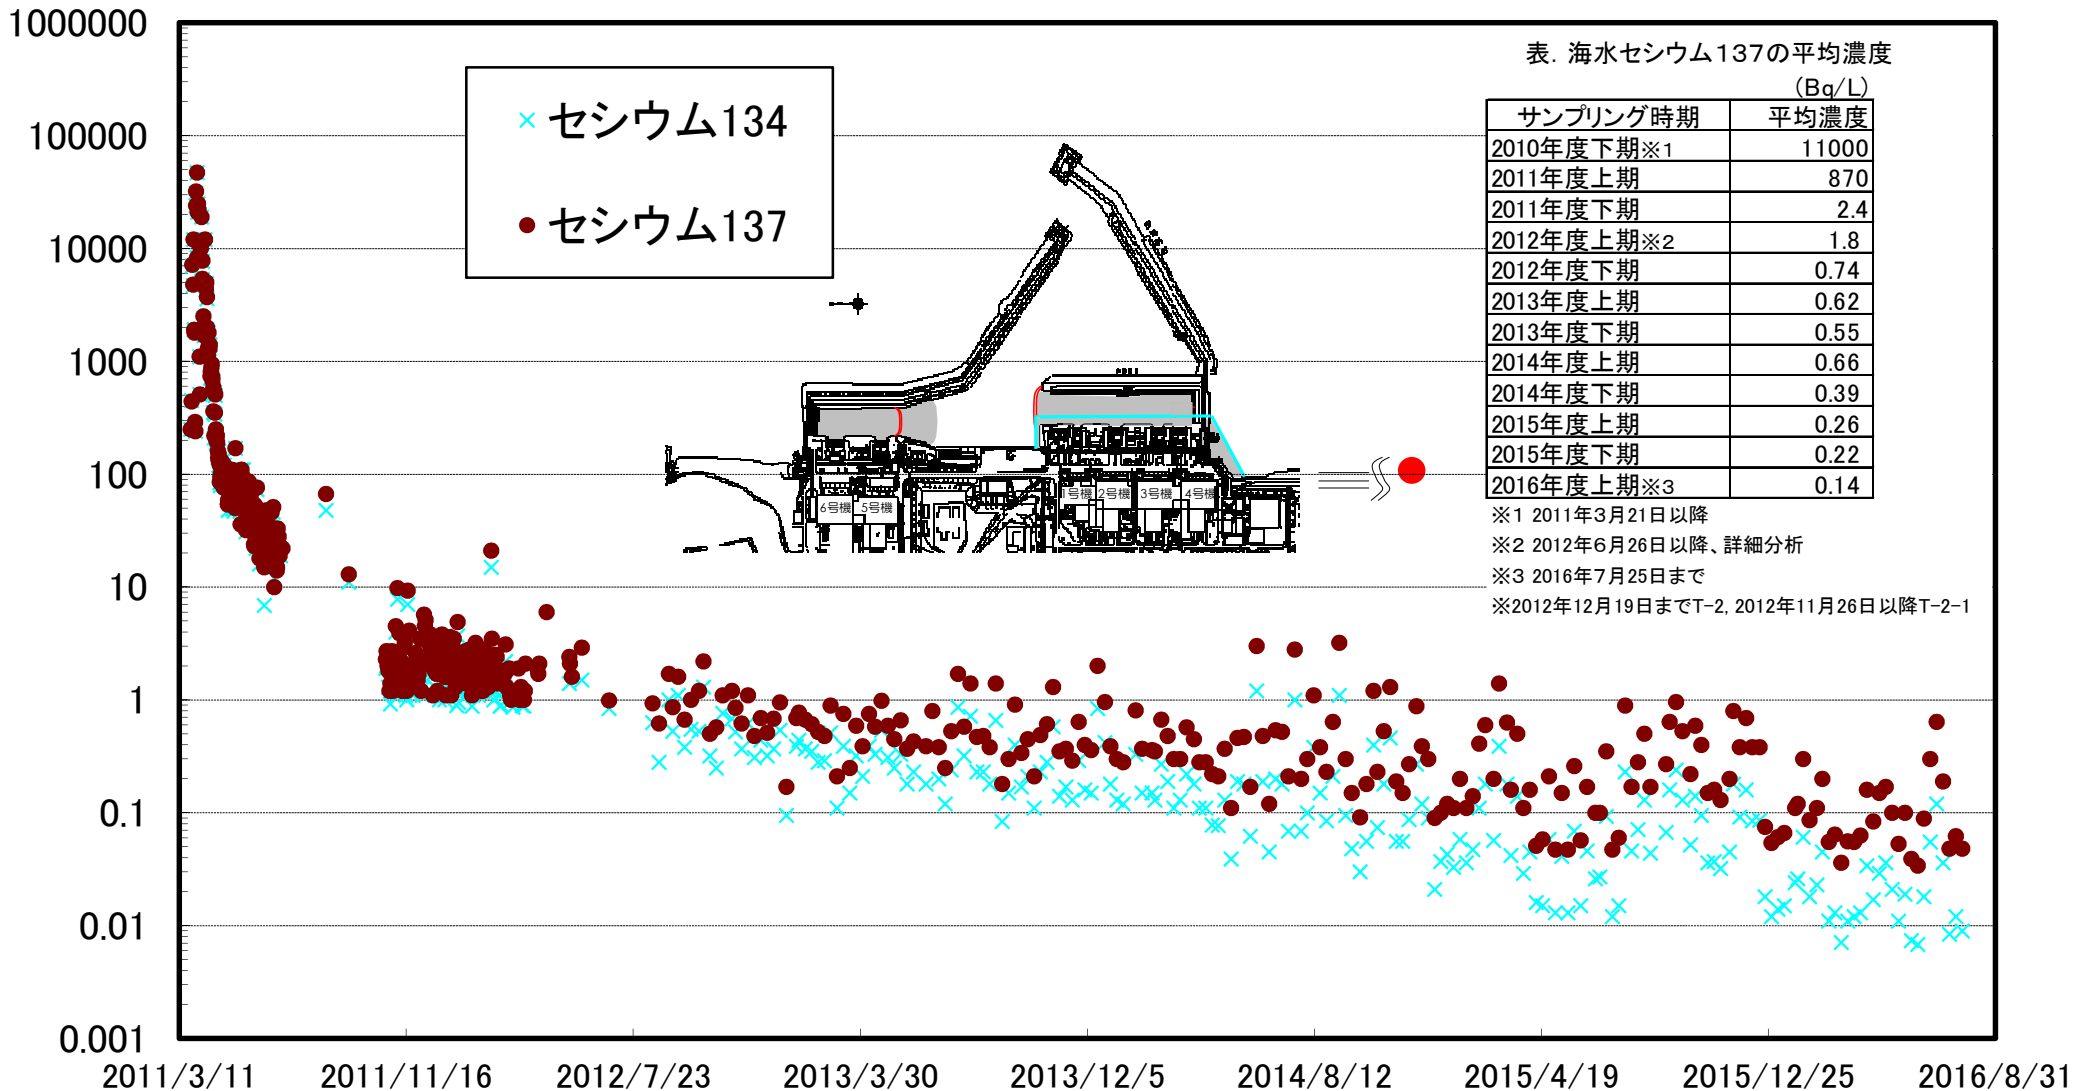 1000000
100000
10000
1000
100
10
1
0.1
0.01
0.001
2011/3/11 2011/11/16 2012/7/23 2013/3/30 2013/12/5 2014/8/12 2015/4/19 2015/12/25 2016/8/31
セシウム134
セシウム137
6号機 5号機
1号機 2号機 3号機 4号機
表. 海水セシウム137の平均濃度
(Bq/L)
サンプリング時期 平均濃度
2010年度下期※1 11000
2011年度上期 870
2011年度下期 2.4
2012年度上期※2 1.8
2012年度下期 0.74
2013年度上期 0.62
2013年度下期 0.55
2014年度上期 0.66
2014年度下期 0.39
2015年度上期 0.26
2015年度下期 0.22
2016年度上期※3 0.14
※1 2011年3月21日以降
※2 2012年6月26日以降、詳細分析
※3 2016年7月25日まで
※2012年12月19日までT-2, 2012年11月26日以降T-2-1